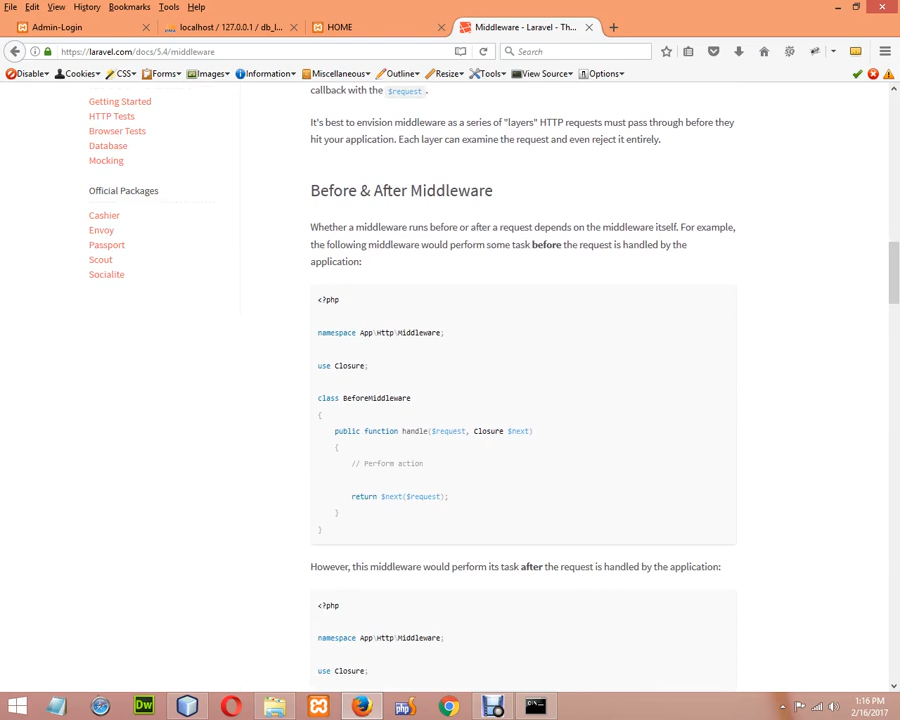 File Edit View History Bookmarks Tools Help
Admin-Login
localhost / 127.0.0.1 / db_l...
HOME
Middleware - Laravel - Th...
https://laravel.com/docs/5.4/middleware
Search
Disable Cookies CSS Forms Images Information Miscellaneous Outline Resize Tools View Source Options
callback with the $request.
Getting Started
HTTP Tests
Browser Tests
Database
Mocking
Official Packages
Cashier
Envoy
Passport
Scout
Socialite
It's best to envision middleware as a series of "layers" HTTP requests must pass through before they
hit your application. Each layer can examine the request and even reject it entirely.
Before & After Middleware
Whether a middleware runs before or after a request depends on the middleware itself. For example,
the following middleware would perform some task before the request is handled by the
application:
<?php
namespace App\Http\Middleware;
use Closure;
class BeforeMiddleware
{
public function handle($request, Closure $next)
{
// Perform action
return $next($request);
}
}
However, this middleware would perform its task after the request is handled by the application:
<?php
namespace App\Http\Middleware;
use Closure;
Dw
php
1:16 PM
2/16/2017